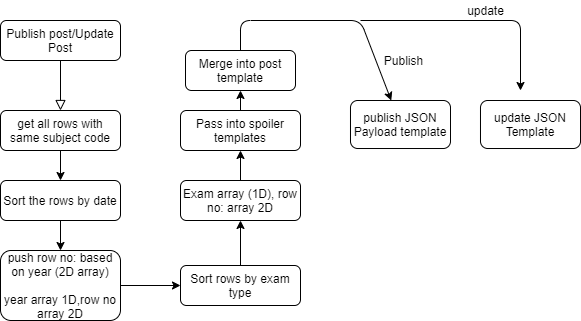 Publish post/Update
Post
get all rows with
same subject code
Sort the rows by date
push row no: based
on year (2D array)
year array 1D,row no
array 2D
Sort rows by exam
type
Exam array (1D), row
no: array 2D
Pass into spoiler
templates
Merge into post
template
Publish
publish JSON
Payload template
update
update JSON
Template